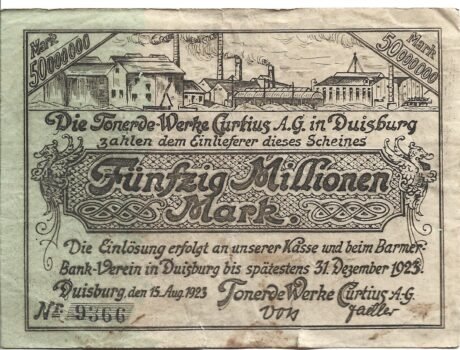 Mark 50000000
50000000 Mark
Die Tonerde-Werke Curtius A.G. in Duisburg
zahlen dem Einlieferer dieses Scheines
Fünfzig Millionen
Mark.
Die Einlösung erfolgt an unserer Kasse und beim Barmer-
Bank-Verein in Duisburg bis spätestens 31. Dezember 1923.
Duisburg, den 15. Aug. 1923 Tonerde Werke Curtius A-G.
Nr. 9366